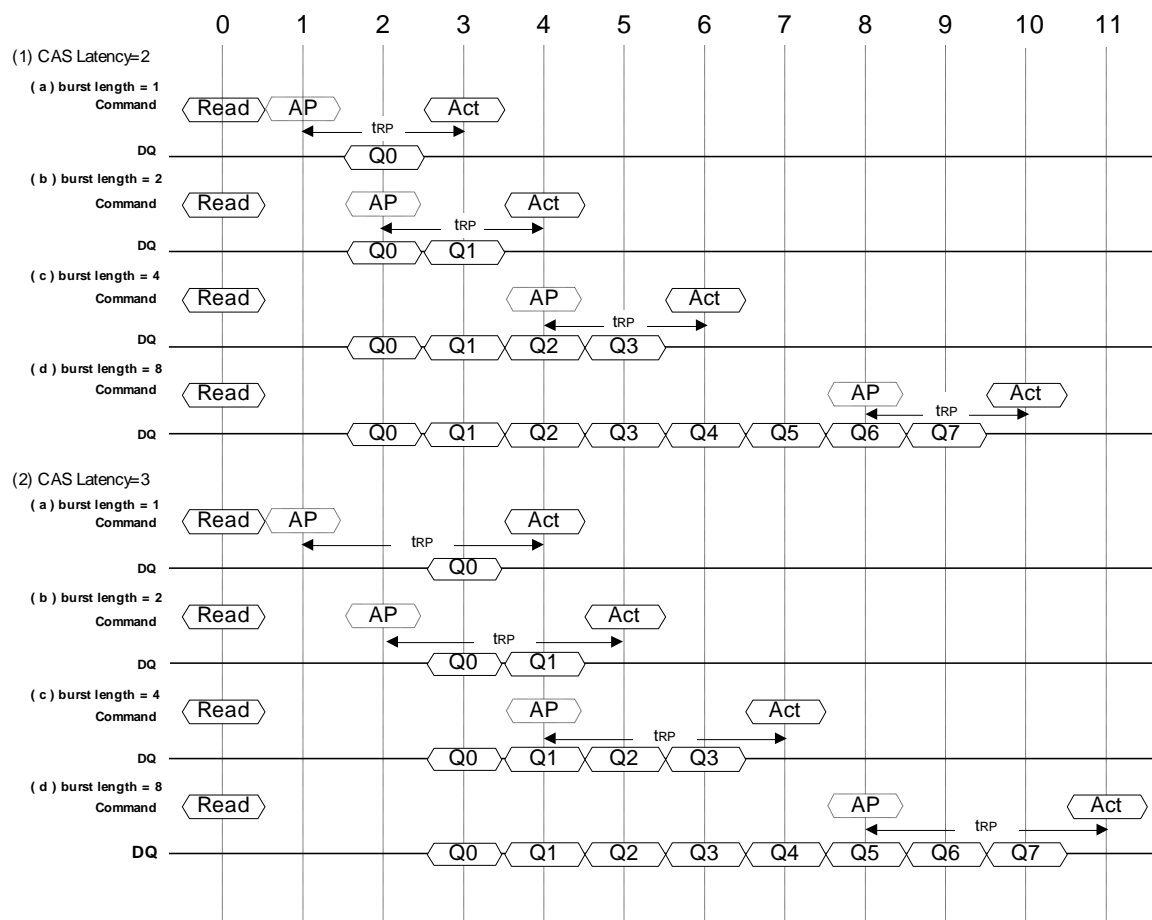 0 1 2 3 4 5 6 7 8 9 10 11
(1) CAS Latency=2
( a ) burst length = 1
Command Read AP Act
tRP
DQ Q0
( b ) burst length = 2
Command Read AP Act
tRP
DQ Q0 Q1
( c ) burst length = 4
Command Read AP Act
tRP
DQ Q0 Q1 Q2 Q3
( d ) burst length = 8
Command Read AP Act
tRP
DQ Q0 Q1 Q2 Q3 Q4 Q5 Q6 Q7
(2) CAS Latency=3
( a ) burst length = 1
Command Read AP Act
tRP
DQ Q0
( b ) burst length = 2
Command Read AP Act
tRP
DQ Q0 Q1
( c ) burst length = 4
Command Read AP Act
tRP
DQ Q0 Q1 Q2 Q3
( d ) burst length = 8
Command Read AP Act
tRP
DQ Q0 Q1 Q2 Q3 Q4 Q5 Q6 Q7